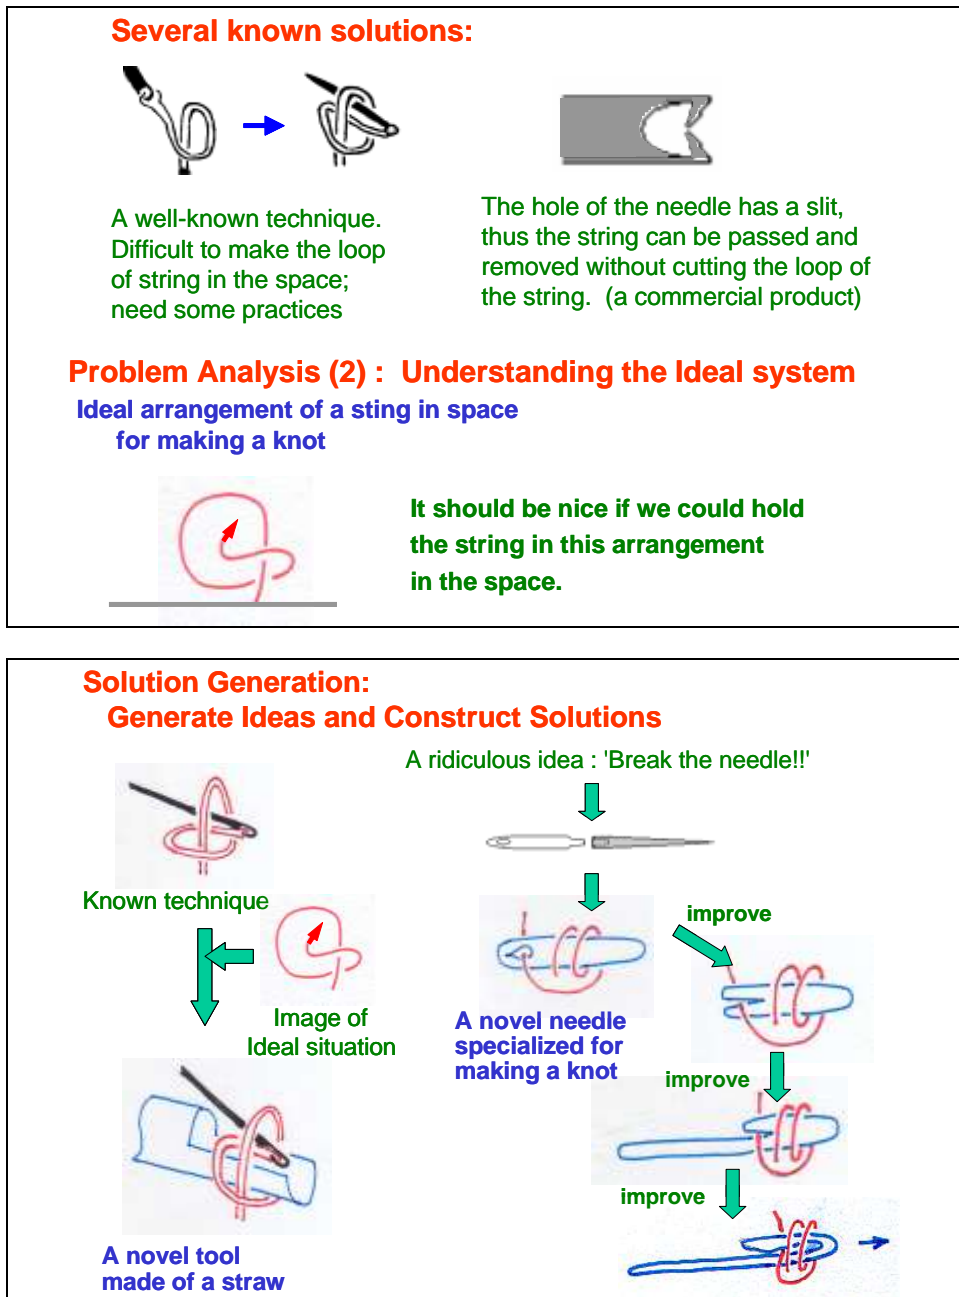 Several known solutions:
A well-known technique.
Difficult to make the loop
of string in the space;
need some practices
The hole of the needle has a slit,
thus the string can be passed and
removed without cutting the loop of
the string.  (a commercial product)
Problem Analysis (2) :  Understanding the Ideal system
Ideal arrangement of a sting in space
for making a knot
It should be nice if we could hold
the string in this arrangement
in the space.
Solution Generation:
Generate Ideas and Construct Solutions
A ridiculous idea : 'Break the needle!!'
Known technique
improve
Image of
Ideal situation
A novel needle
specialized for
making a knot
improve
improve
A novel tool
made of a straw